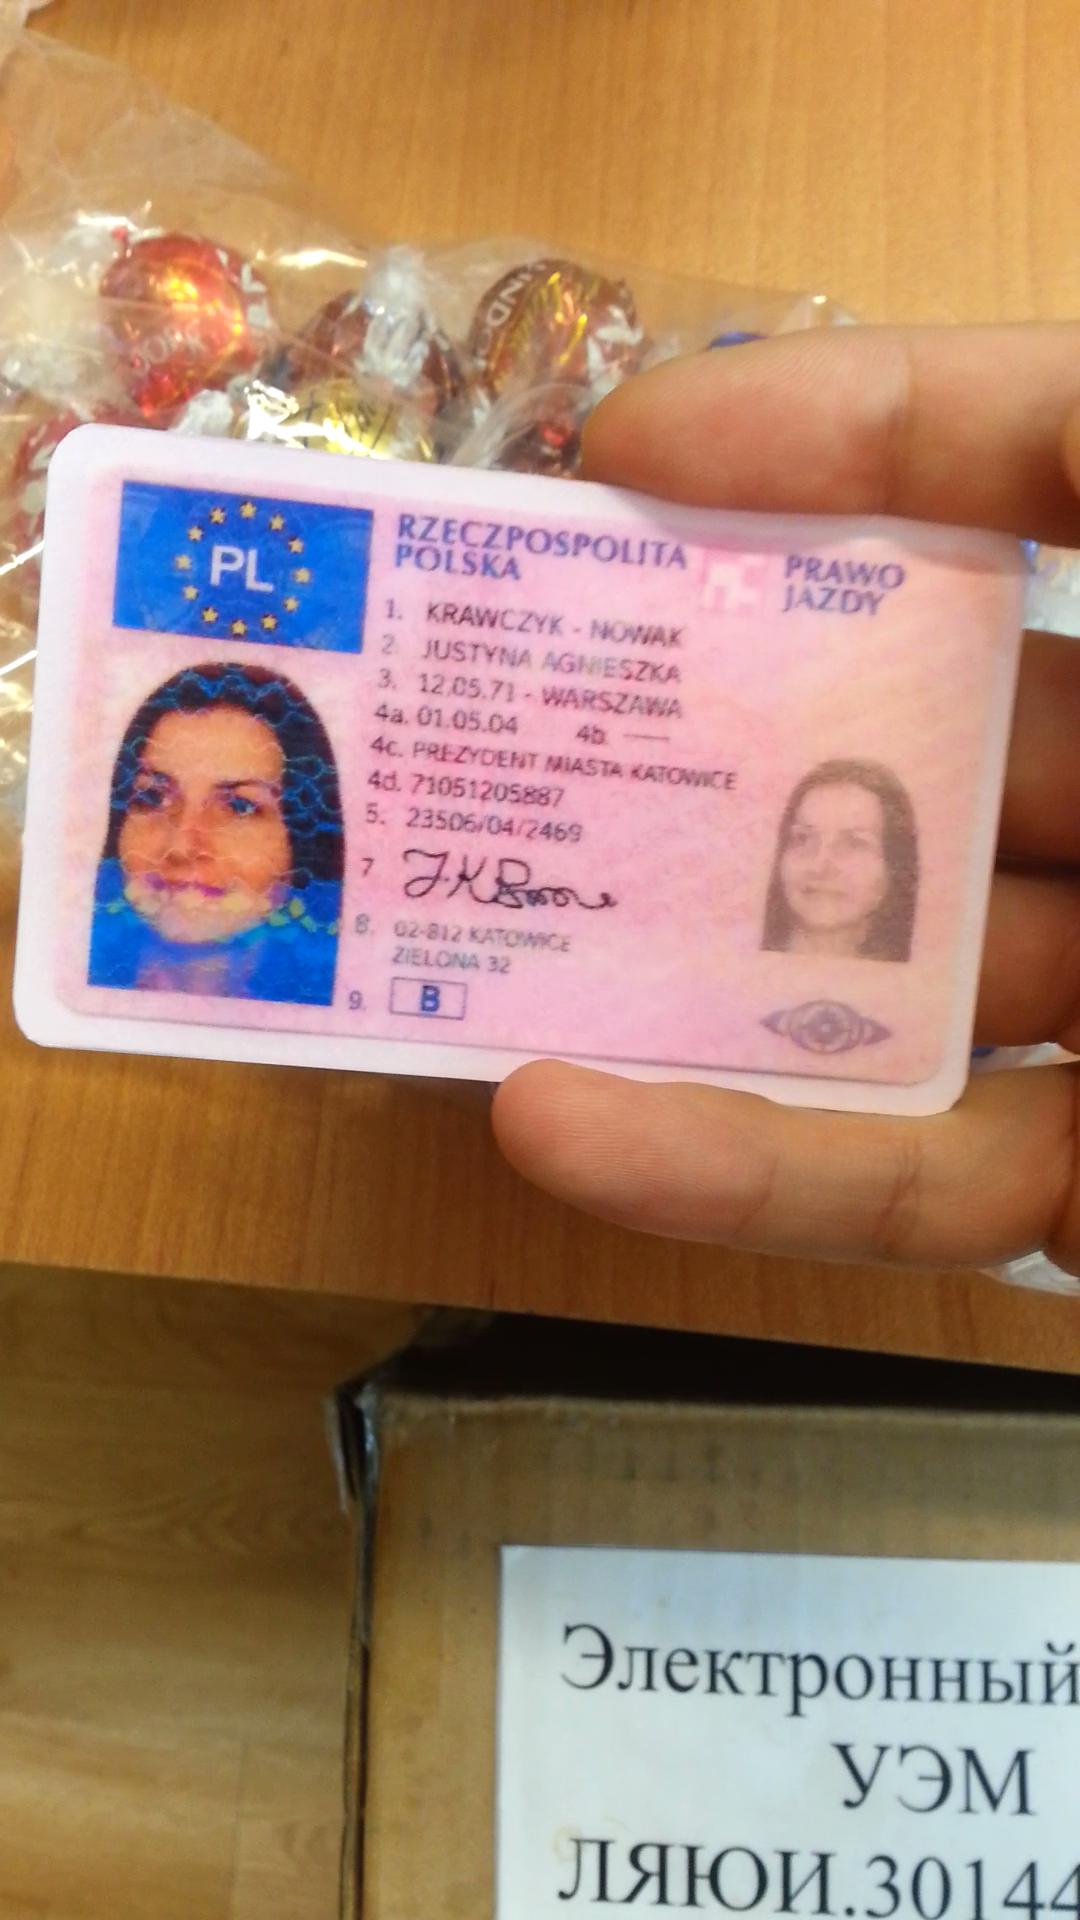 LIND
PL
RZECZPOSPOLITA
POLSKA
PRAWO
JAZDY
1. KRAWCZYK - NOWAK
2. JUSTYNA AGNIESZKA
3. 12.05.71 - WARSZAWA
4a. 01.05.04 4b. —
4c. PREZYDENT MIASTA KATOWICE
4d. 71051205887
5. 23506/04/2469
7
8. 02-812 KATOWICE
ZIELONA 32
9. B
Электронный
УЭМ
ЛЯЮИ.30144